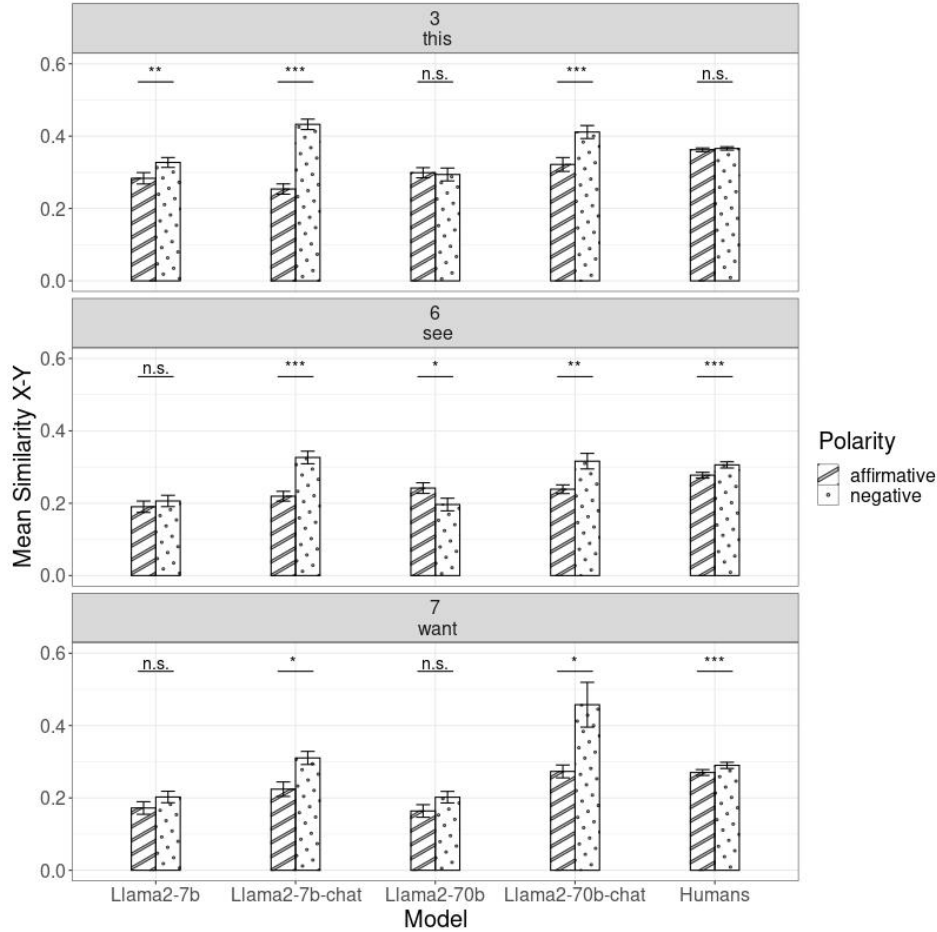 3
this
0.6
** *** n.s. *** n.s.
0.4
0.2
0.0
6
see
0.6
n.s. *** * ** ***
0.4
0.2
0.0
7
want
0.6
n.s. * n.s. * ***
0.4
0.2
0.0
Mean Similarity X-Y
Llama2-7b Llama2-7b-chat Llama2-70b Llama2-70b-chat Humans
Model
Polarity
affirmative
negative